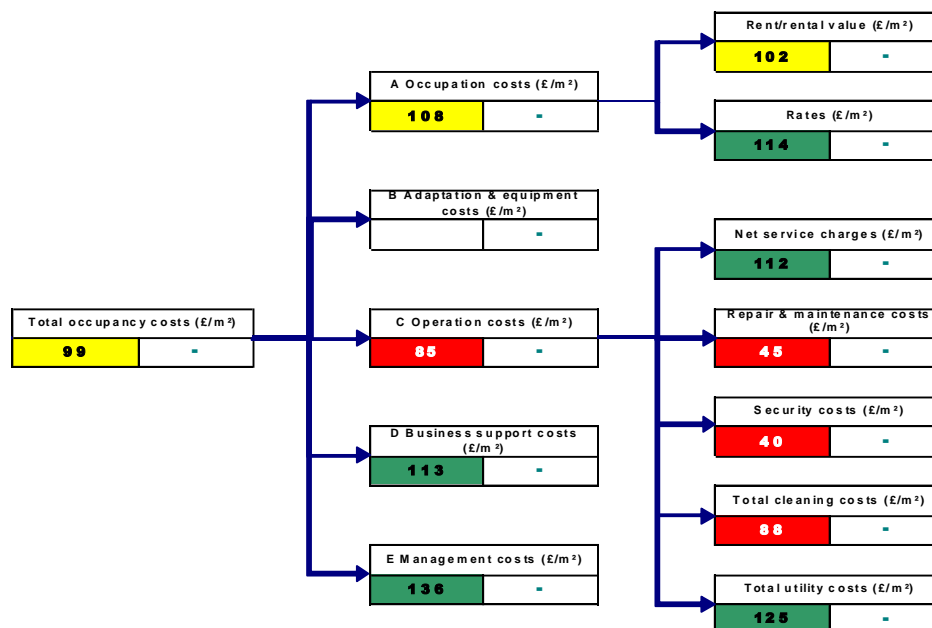 Rent/rental value (£/m²)
102 -
A Occupation costs (£/m²)
108 -
Rates (£/m²)
114 -
B Adaptation & equipment
costs (£/m²)
-
Net service charges (£/m²)
112 -
Total occupancy costs (£/m²)
99 -
C Operation costs (£/m²)
85 -
Repair & maintenance costs
(£/m²)
45 -
Security costs (£/m²)
40 -
D Business support costs
(£/m²)
113 -
Total cleaning costs (£/m²)
88 -
E Management costs (£/m²)
136 -
Total utility costs (£/m²)
125 -